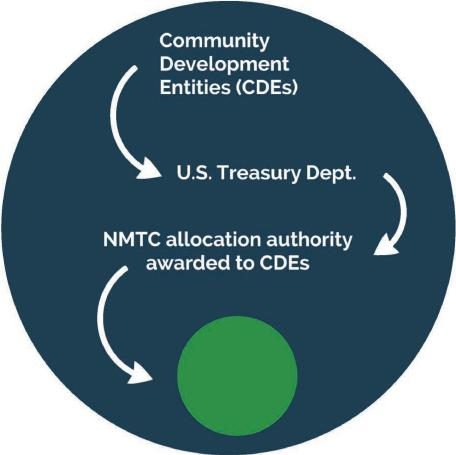 Community
Development
Entities (CDEs)
U.S. Treasury Dept.
NMTC allocation authority
awarded to CDEs